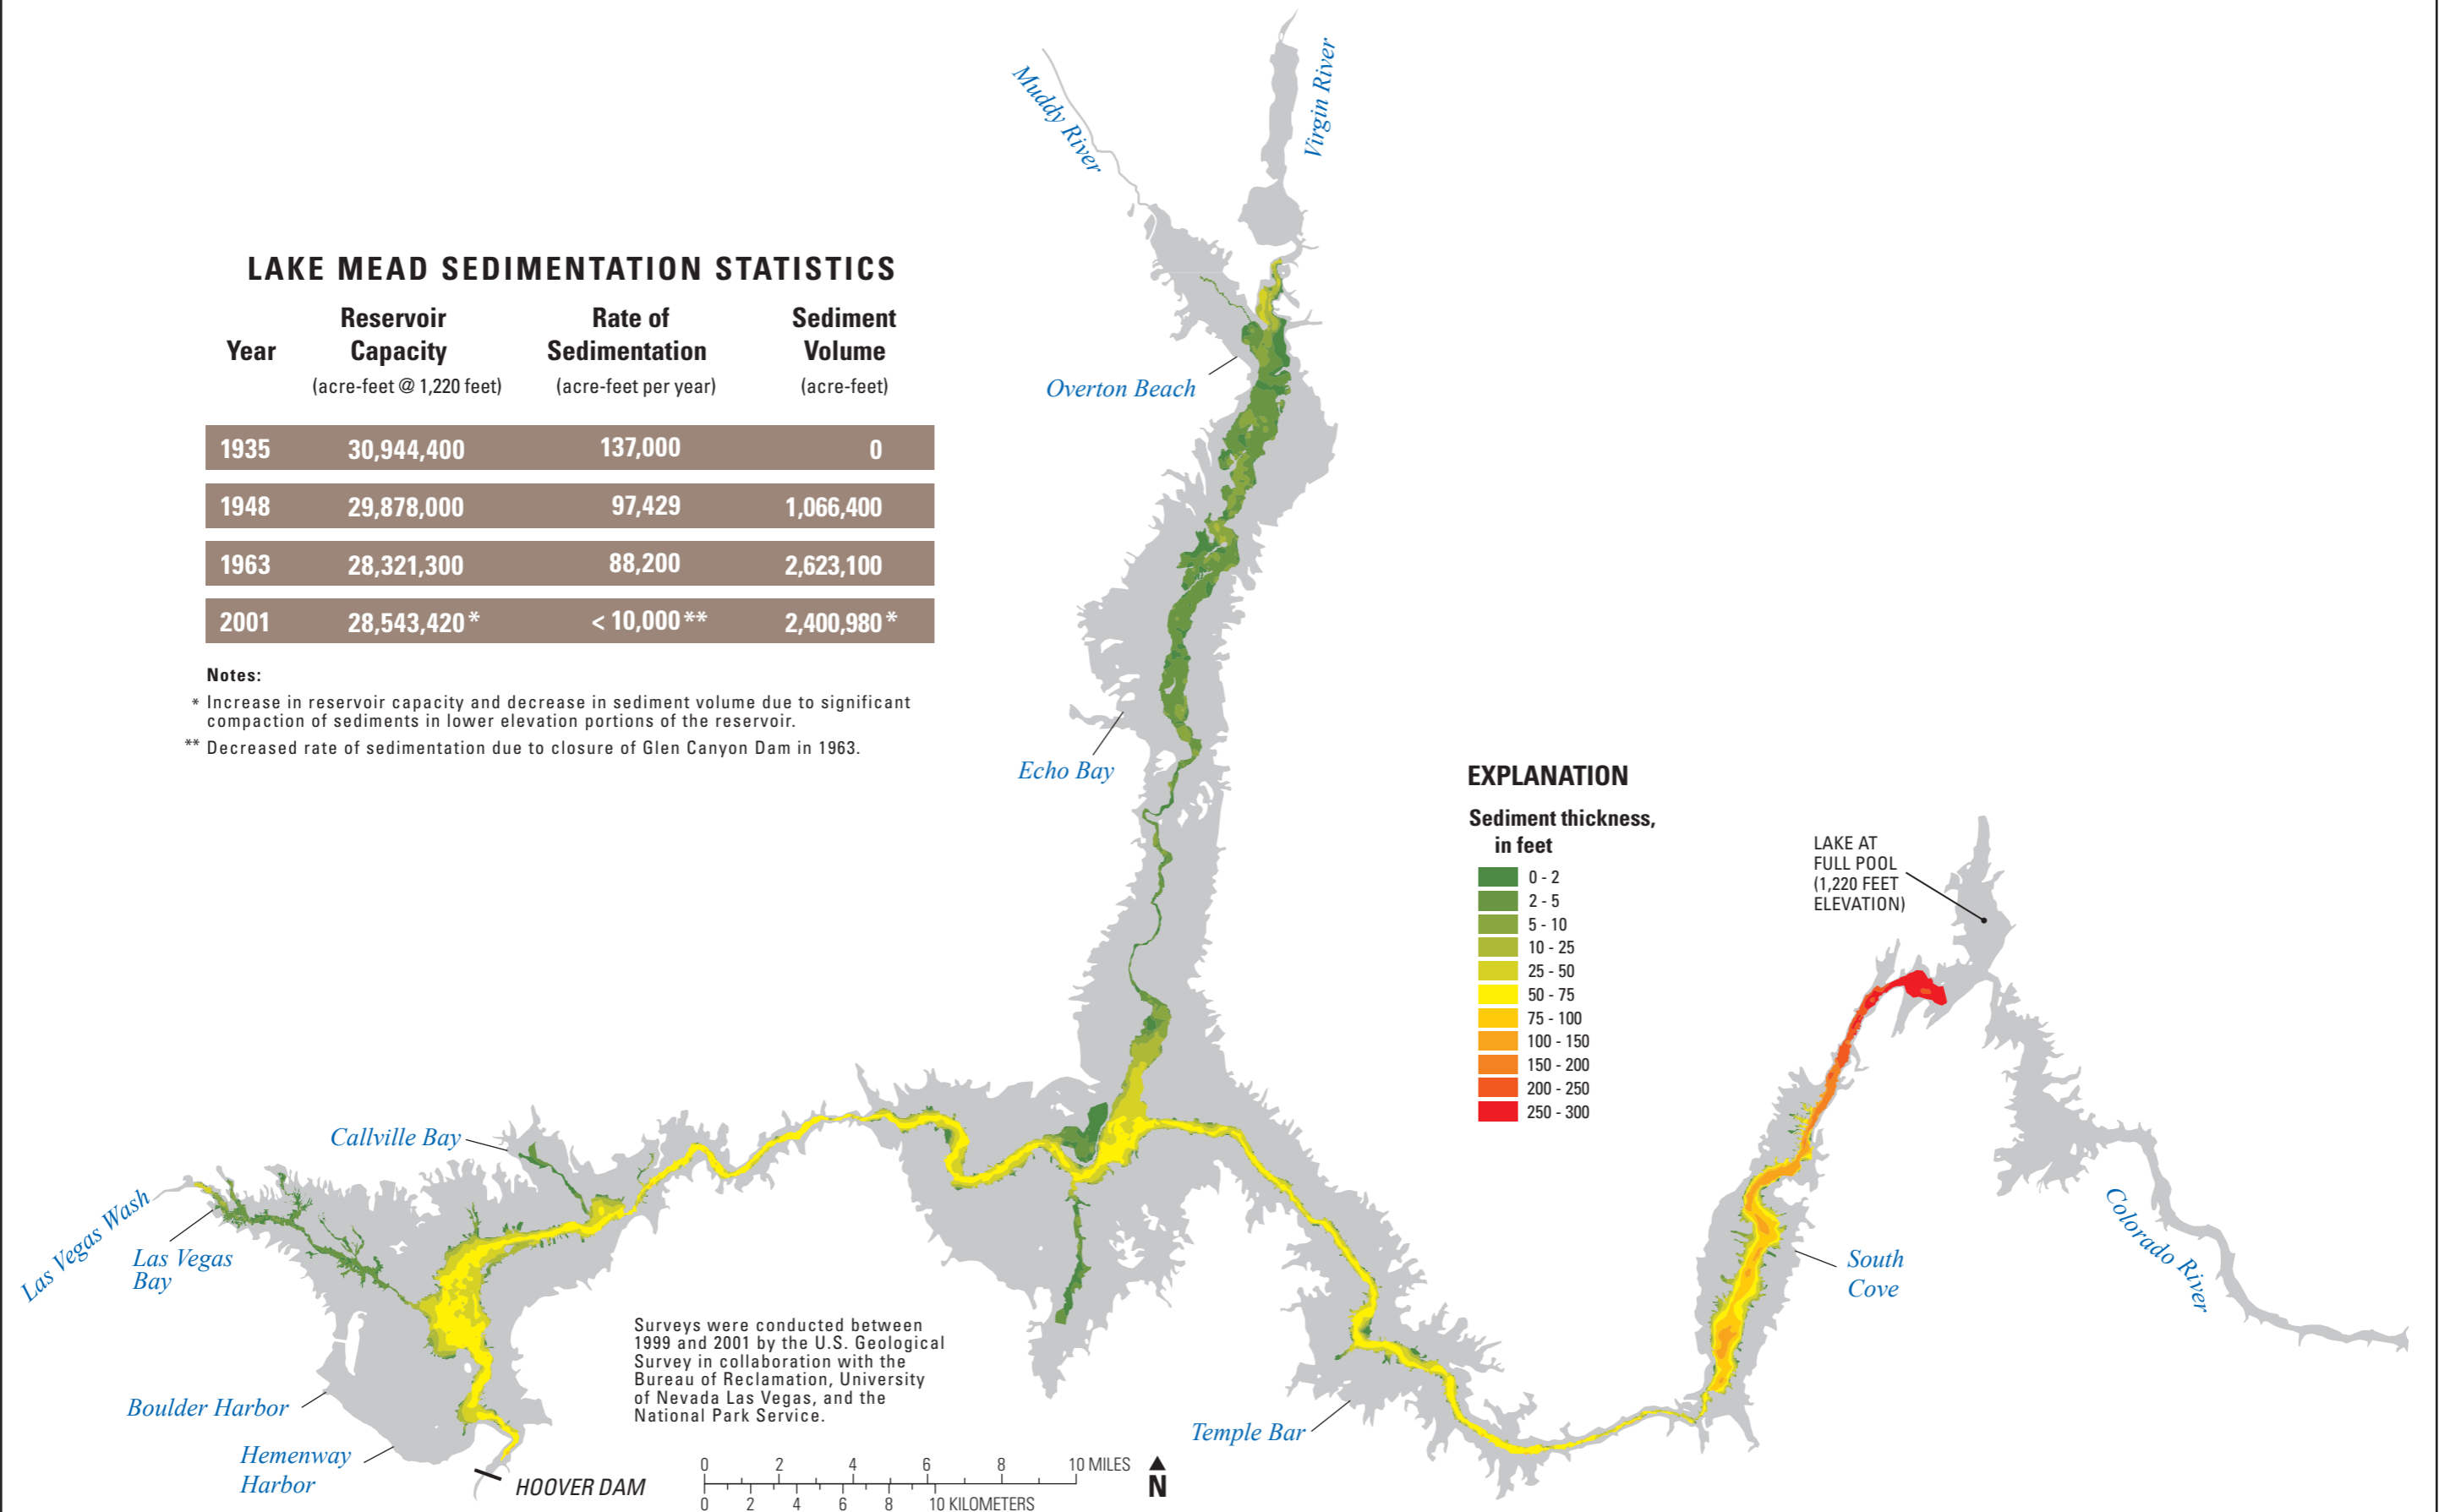 Muddy River
Virgin River
LAKE MEAD SEDIMENTATION STATISTICS
Year
Reservoir
Capacity
(acre-feet @ 1,220 feet)
Rate of
Sedimentation
(acre-feet per year)
Sediment
Volume
(acre-feet)
1935 30,944,400 137,000 0
1948 29,878,000 97,429 1,066,400
1963 28,321,300 88,200 2,623,100
2001 28,543,420* < 10,000** 2,400,980*
Notes:
* Increase in reservoir capacity and decrease in sediment volume due to significant
compaction of sediments in lower elevation portions of the reservoir.
** Decreased rate of sedimentation due to closure of Glen Canyon Dam in 1963.
Overton Beach
Echo Bay
EXPLANATION
Sediment thickness,
in feet
0 - 2
2 - 5
5 - 10
10 - 25
25 - 50
50 - 75
75 - 100
100 - 150
150 - 200
200 - 250
250 - 300
LAKE AT
FULL POOL
(1,220 FEET
ELEVATION)
Callville Bay
Las Vegas Wash
Las Vegas
Bay
South
Cove
Colorado River
Surveys were conducted between
1999 and 2001 by the U.S. Geological
Survey in collaboration with the
Bureau of Reclamation, University
of Nevada Las Vegas, and the
National Park Service.
Boulder Harbor
Hemenway
Harbor
HOOVER DAM
Temple Bar
0 2 4 6 8 10 MILES
0 2 4 6 8 10 KILOMETERS
N